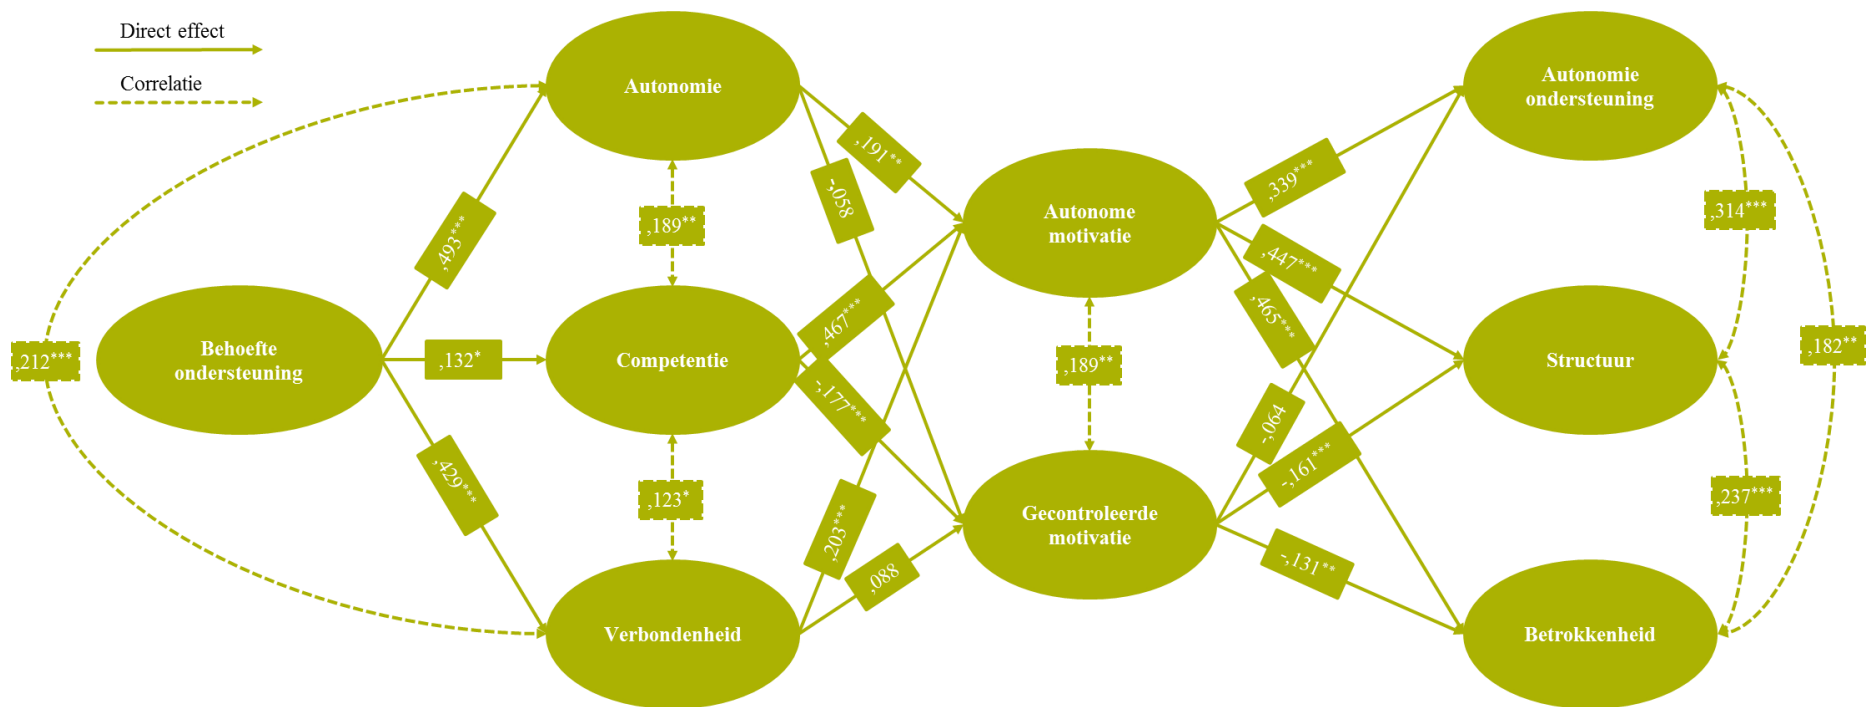 Direct effect
Correlatie
Autonomie
Autonomie
ondersteuning
,191**
,339***
-,058
,189**
,314***
Autonome
motivatie
,493***
,447***
,467***
,465***
,212***
Behoefte
ondersteuning
,132*
Competentie
,189**
Structuur
,182**
-,177***
-,064
,429***
-,161***
,123*
,237***
,203***
Gecontroleerde
motivatie
,088
-,131**
Verbondenheid
Betrokkenheid